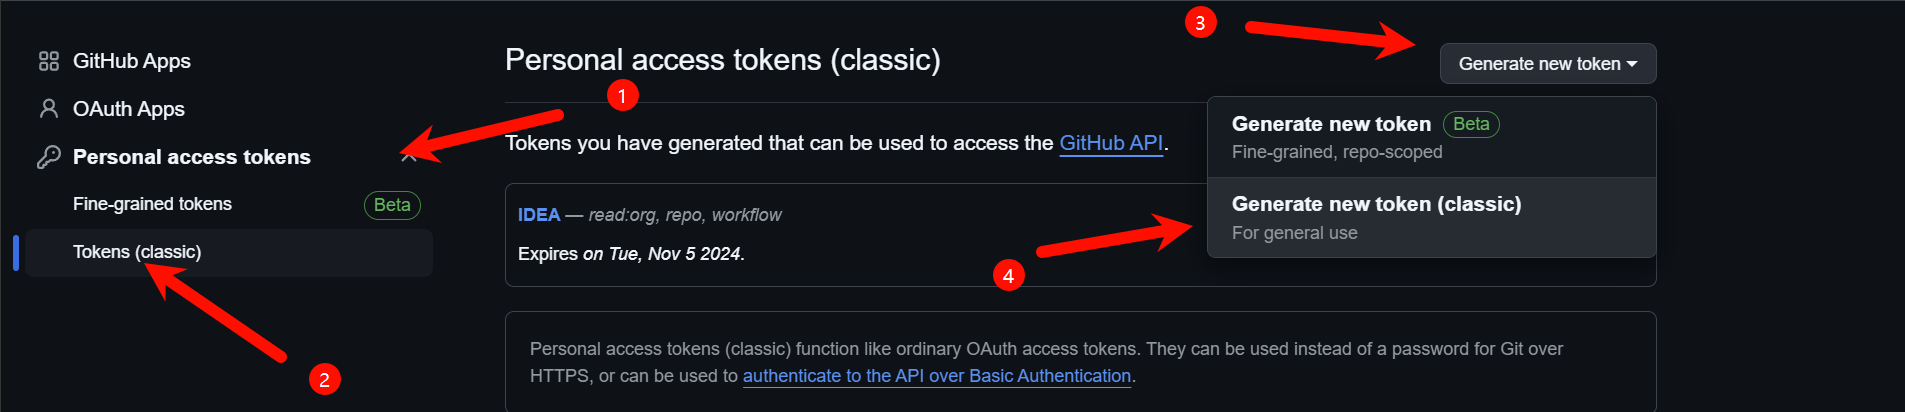 GitHub Apps
OAuth Apps
Personal access tokens
Fine-grained tokens Beta
Tokens (classic)
2
1
Personal access tokens (classic)
3
Generate new token
Tokens you have generated that can be used to access the GitHub API.
Generate new token Beta
Fine-grained, repo-scoped
Generate new token (classic)
For general use
4
IDEA — read:org, repo, workflow
Expires on Tue, Nov 5 2024.
Personal access tokens (classic) function like ordinary OAuth access tokens. They can be used instead of a password for Git over
HTTPS, or can be used to authenticate to the API over Basic Authentication.